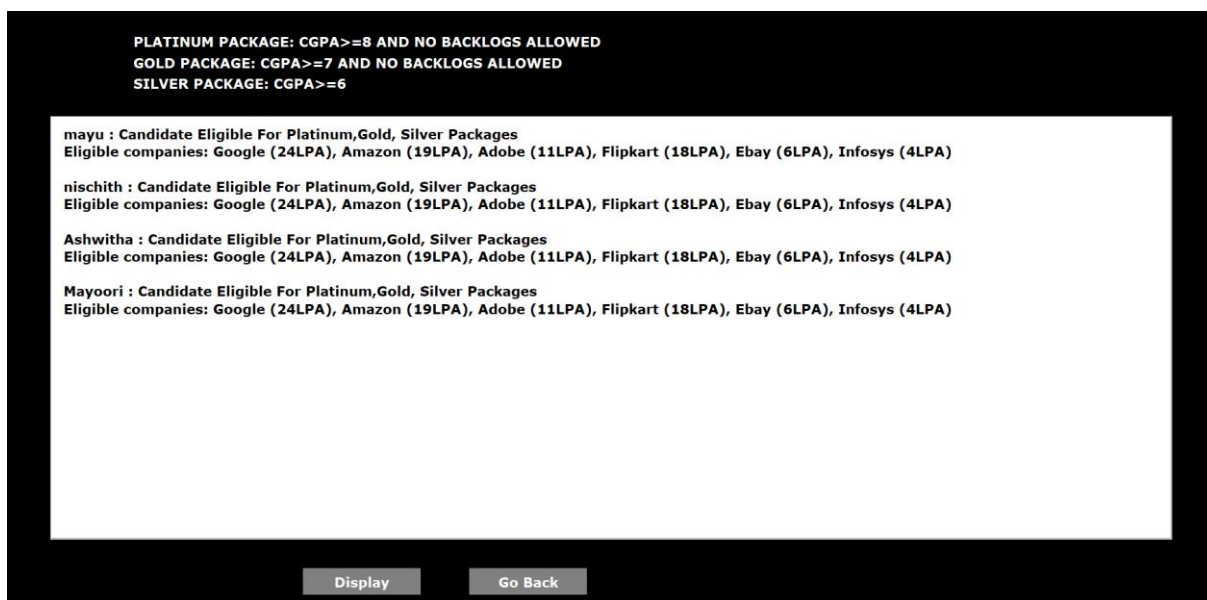 PLATINUM PACKAGE: CGPA>=8 AND NO BACKLOGS ALLOWED
GOLD PACKAGE: CGPA>=7 AND NO BACKLOGS ALLOWED
SILVER PACKAGE: CGPA>=6
mayu : Candidate Eligible For Platinum,Gold, Silver Packages
Eligible companies: Google (24LPA), Amazon (19LPA), Adobe (11LPA), Flipkart (18LPA), Ebay (6LPA), Infosys (4LPA)
nischith : Candidate Eligible For Platinum,Gold, Silver Packages
Eligible companies: Google (24LPA), Amazon (19LPA), Adobe (11LPA), Flipkart (18LPA), Ebay (6LPA), Infosys (4LPA)
Ashwitha : Candidate Eligible For Platinum,Gold, Silver Packages
Eligible companies: Google (24LPA), Amazon (19LPA), Adobe (11LPA), Flipkart (18LPA), Ebay (6LPA), Infosys (4LPA)
Mayoori : Candidate Eligible For Platinum,Gold, Silver Packages
Eligible companies: Google (24LPA), Amazon (19LPA), Adobe (11LPA), Flipkart (18LPA), Ebay (6LPA), Infosys (4LPA)
Display Go Back